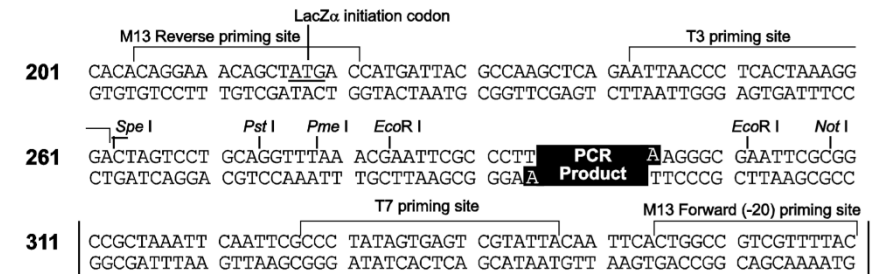 LacZα initiation codon
M13 Reverse priming site T3 priming site
201 CACACAGGAA ACAGCTATGA CCATGATTAC GCCAAGCTCA GAATTAACCC TCACTAAAGG
GTGTGTCCTT TGTCGATACT GGTACTAATG CGGTTCGAGT CTTAATTGGG AGTGATTTCC
Spe I Pst I Pme I EcoR I EcoR I Not I
261 GACTAGTCCT GCAGGTTTAA ACGAATTCGC CCTT PCR A AGGGC GAATTCGCGG
CTGATCAGGA CGTCCAAATT TGCTTAAGCG GGA A Product TTCCCG CTTAAGCGCC
T7 priming site M13 Forward (-20) priming site
311 CCGCTAAATT CAATTCGCCC TATAGTGAGT CGTATTACAA TTCACTGGCC GTCGTTTTAC
GGCGATTTAA GTTAAGCGGG ATATCACTCA GCATAATGTT AAGTGACCGG CAGCAAAATG